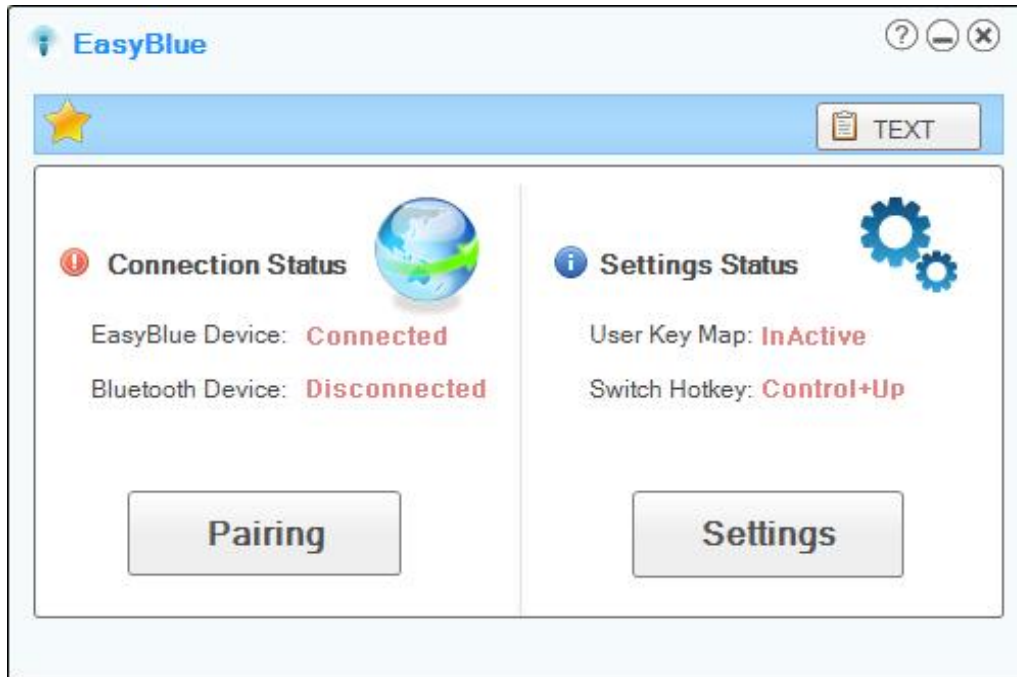 EasyBlue
TEXT
Connection Status
EasyBlue Device: Connected
Bluetooth Device: Disconnected
Pairing
Settings Status
User Key Map: InActive
Switch Hotkey: Control+Up
Settings